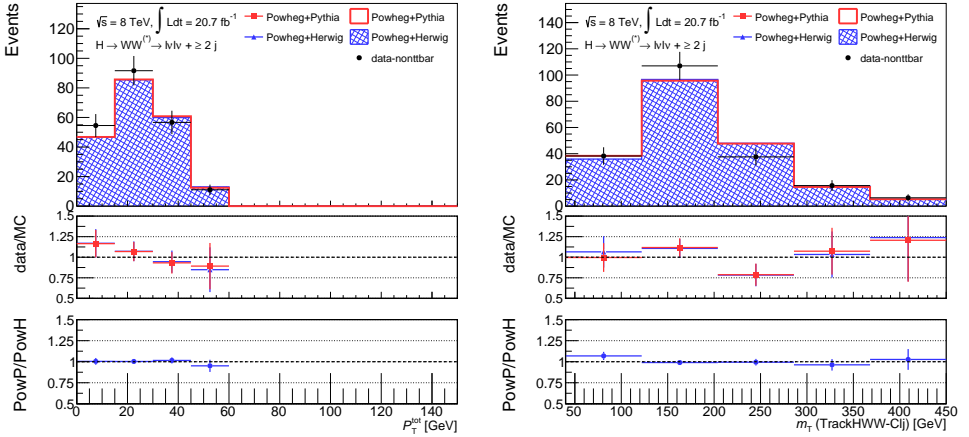 Events
120
100
80
60
40
20
0
√s = 8 TeV, ∫ Ldt = 20.7 fb⁻¹
H → WW(*) → lνlν + ≥ 2 j
Powheg+Pythia
Powheg+Pythia
Powheg+Herwig
Powheg+Herwig
data-nonttbar
data/MC
1.5
1.25
1
0.75
0.5
PowP/PowH
1.5
1.25
1
0.75
0.5
0 20 40 60 80 100 120 140
P_T^tot [GeV]
Events
140
120
100
80
60
40
20
0
√s = 8 TeV, ∫ Ldt = 20.7 fb⁻¹
H → WW(*) → lνlν + ≥ 2 j
Powheg+Pythia
Powheg+Pythia
Powheg+Herwig
Powheg+Herwig
data-nonttbar
data/MC
1.5
1.25
1
0.75
0.5
PowP/PowH
1.5
1.25
1
0.75
0.5
50 100 150 200 250 300 350 400 450
m_T (TrackHWW-Clj) [GeV]